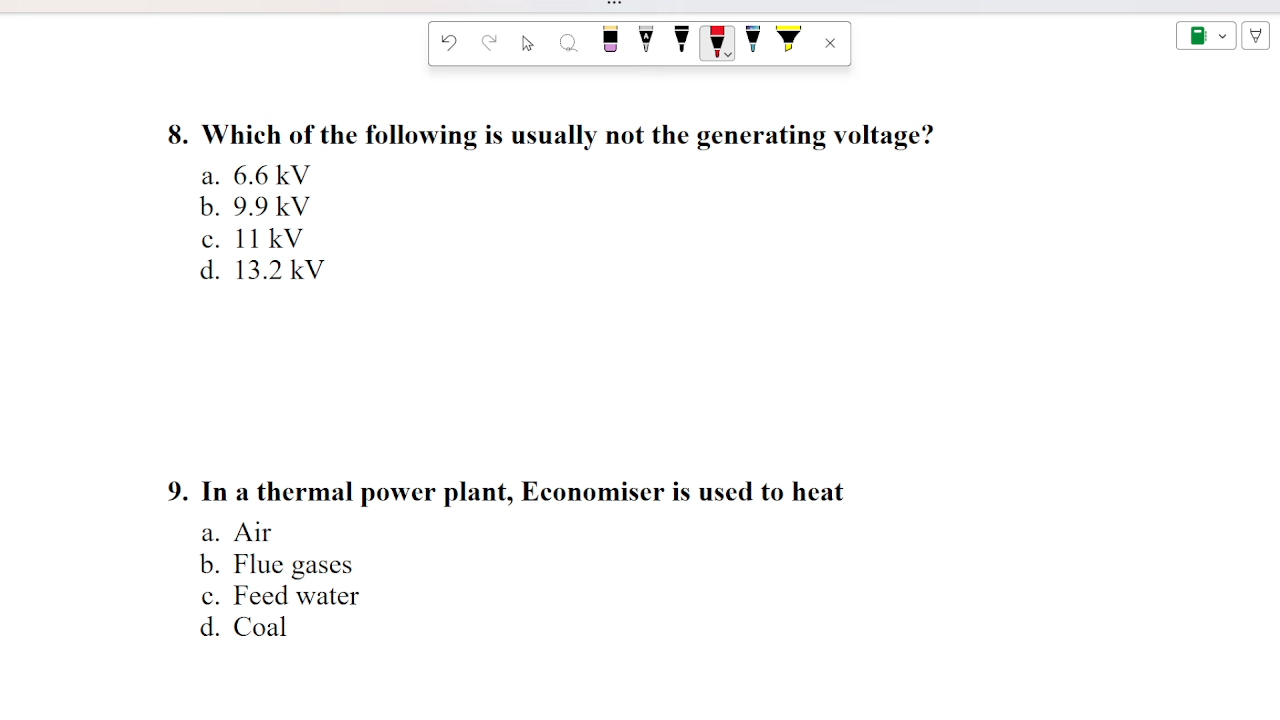 8. Which of the following is usually not the generating voltage?
a. 6.6 kV
b. 9.9 kV
c. 11 kV
d. 13.2 kV
9. In a thermal power plant, Economiser is used to heat
a. Air
b. Flue gases
c. Feed water
d. Coal